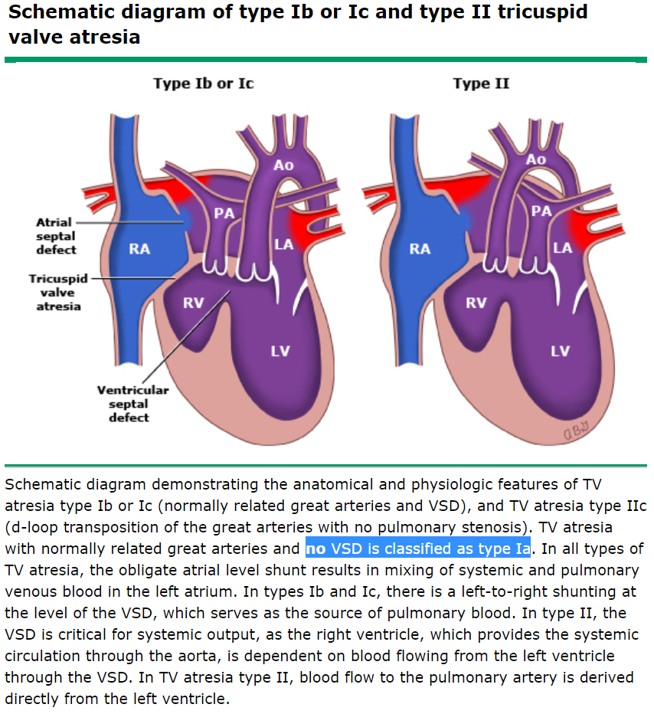 Schematic diagram of type Ib or Ic and type II tricuspid
valve atresia
Type Ib or Ic
Type II
Ao
PA
LA
RA
RV
LV
Atrial
septal
defect
Tricuspid
valve
atresia
Ventricular
septal
defect
Ao
PA
LA
RA
RV
LV
Schematic diagram demonstrating the anatomical and physiologic features of TV
atresia type Ib or Ic (normally related great arteries and VSD), and TV atresia type IIc
(d-loop transposition of the great arteries with no pulmonary stenosis). TV atresia
with normally related great arteries and no VSD is classified as type Ia. In all types of
TV atresia, the obligate atrial level shunt results in mixing of systemic and pulmonary
venous blood in the left atrium. In types Ib and Ic, there is a left-to-right shunting at
the level of the VSD, which serves as the source of pulmonary blood. In type II, the
VSD is critical for systemic output, as the right ventricle, which provides the systemic
circulation through the aorta, is dependent on blood flowing from the left ventricle
through the VSD. In TV atresia type II, blood flow to the pulmonary artery is derived
directly from the left ventricle.